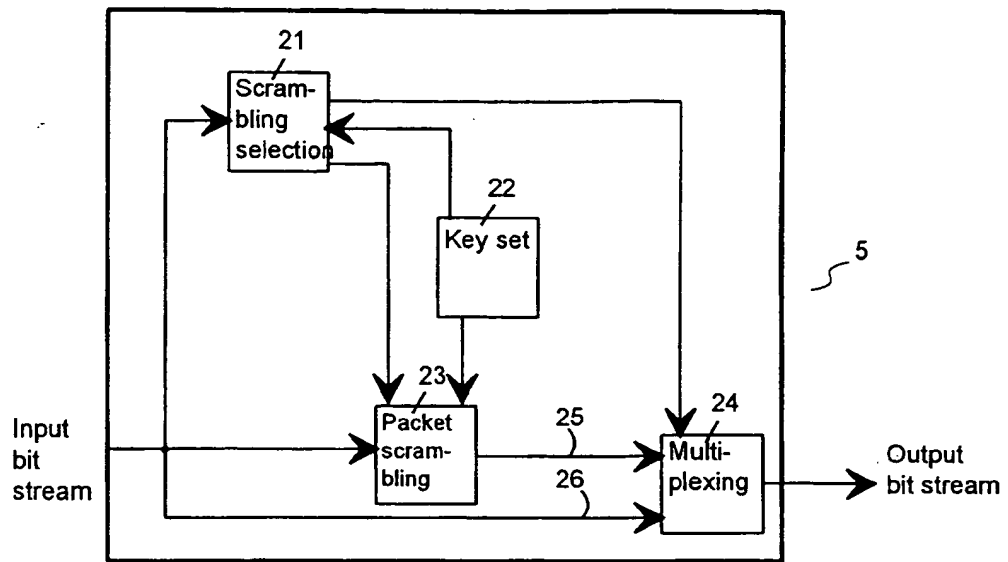 21
Scram-
bling
selection
22
Key set
5
23
Packet
scram-
bling
Input
bit
stream
25
26
24
Multi-
plexing
Output
bit stream